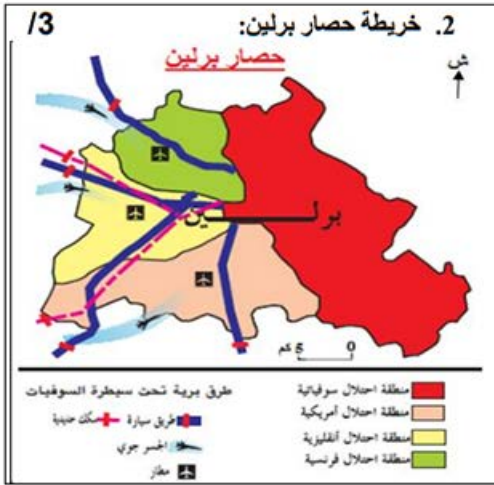 2. خريطة حصار برلين: /3
حصار برلين
ش
برلين
5 كم 0
منطقة احتلال سوفياتية
منطقة احتلال أمريكية
منطقة احتلال أنقليزية
منطقة احتلال فرنسية
طرق برية تحت سيطرة السوفيات
طريق سيارة
سكك حديدية
الجسر جوي
مطار